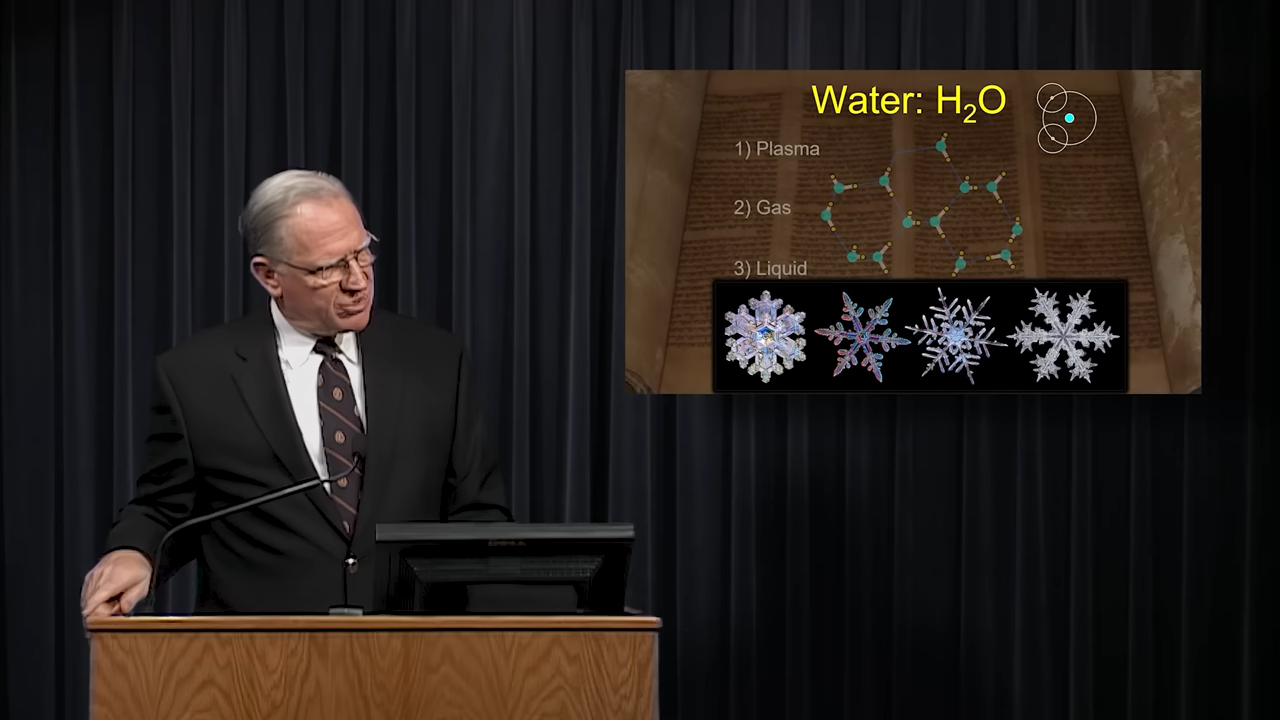 Water: H₂O
1) Plasma
2) Gas
3) Liquid